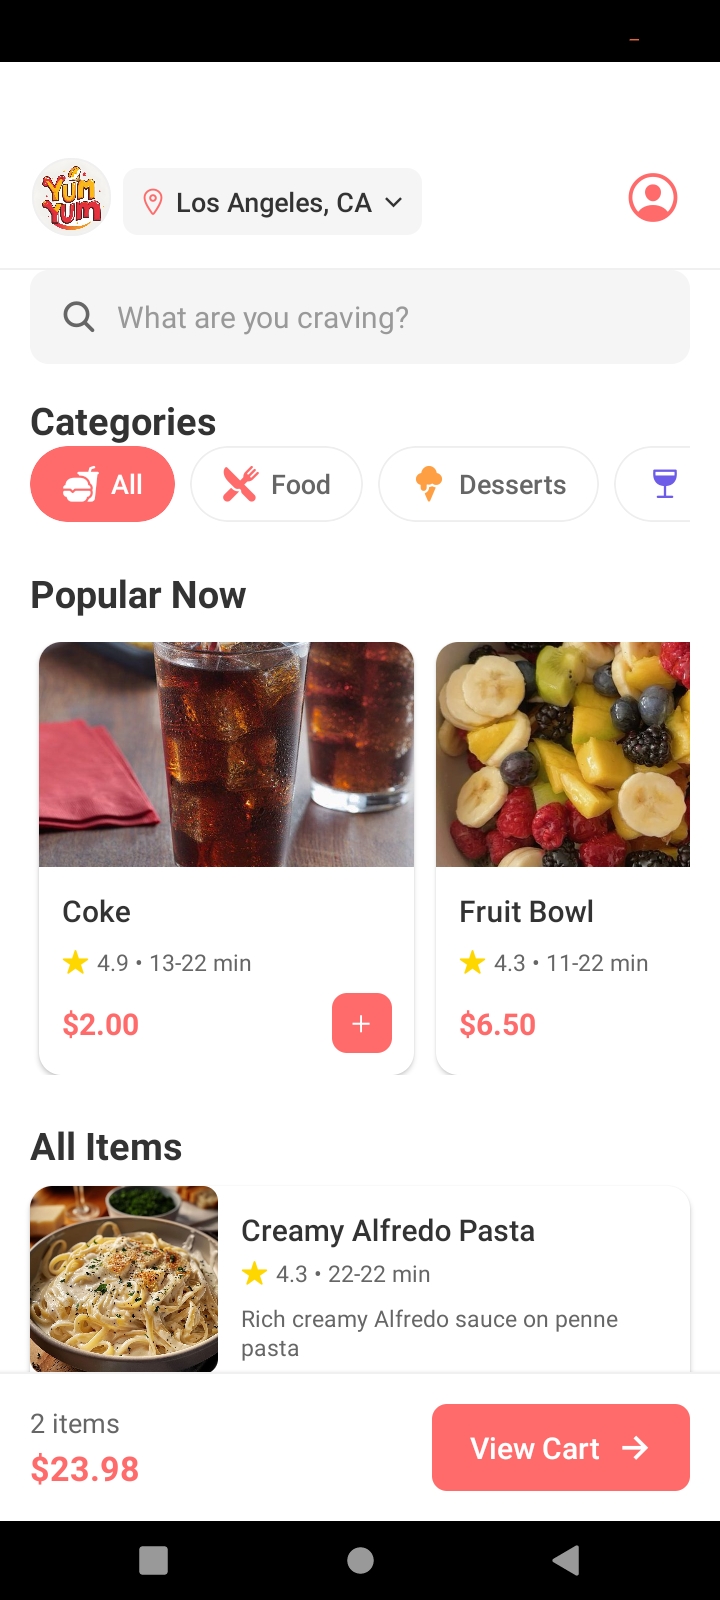 Yum
Yum
Los Angeles, CA
What are you craving?
Categories
All
Food
Desserts
Popular Now
Coke
4.9 • 13-22 min
$2.00
+
Fruit Bowl
4.3 • 11-22 min
$6.50
All Items
Creamy Alfredo Pasta
4.3 • 22-22 min
Rich creamy Alfredo sauce on penne
pasta
2 items
$23.98
View Cart →